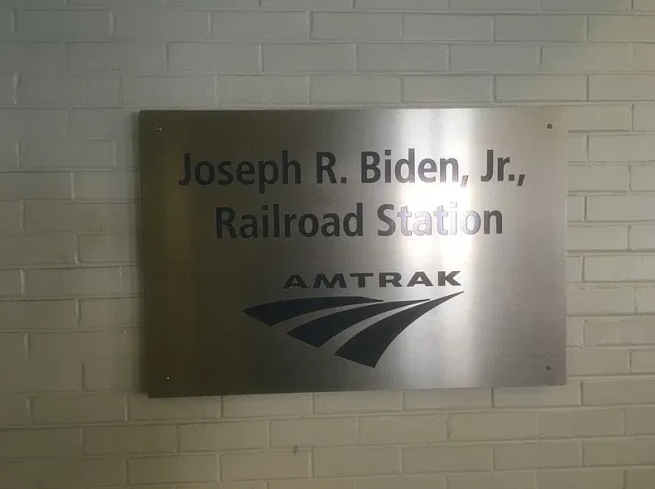 Joseph R. Biden, Jr.,
Railroad Station
AMTRAK